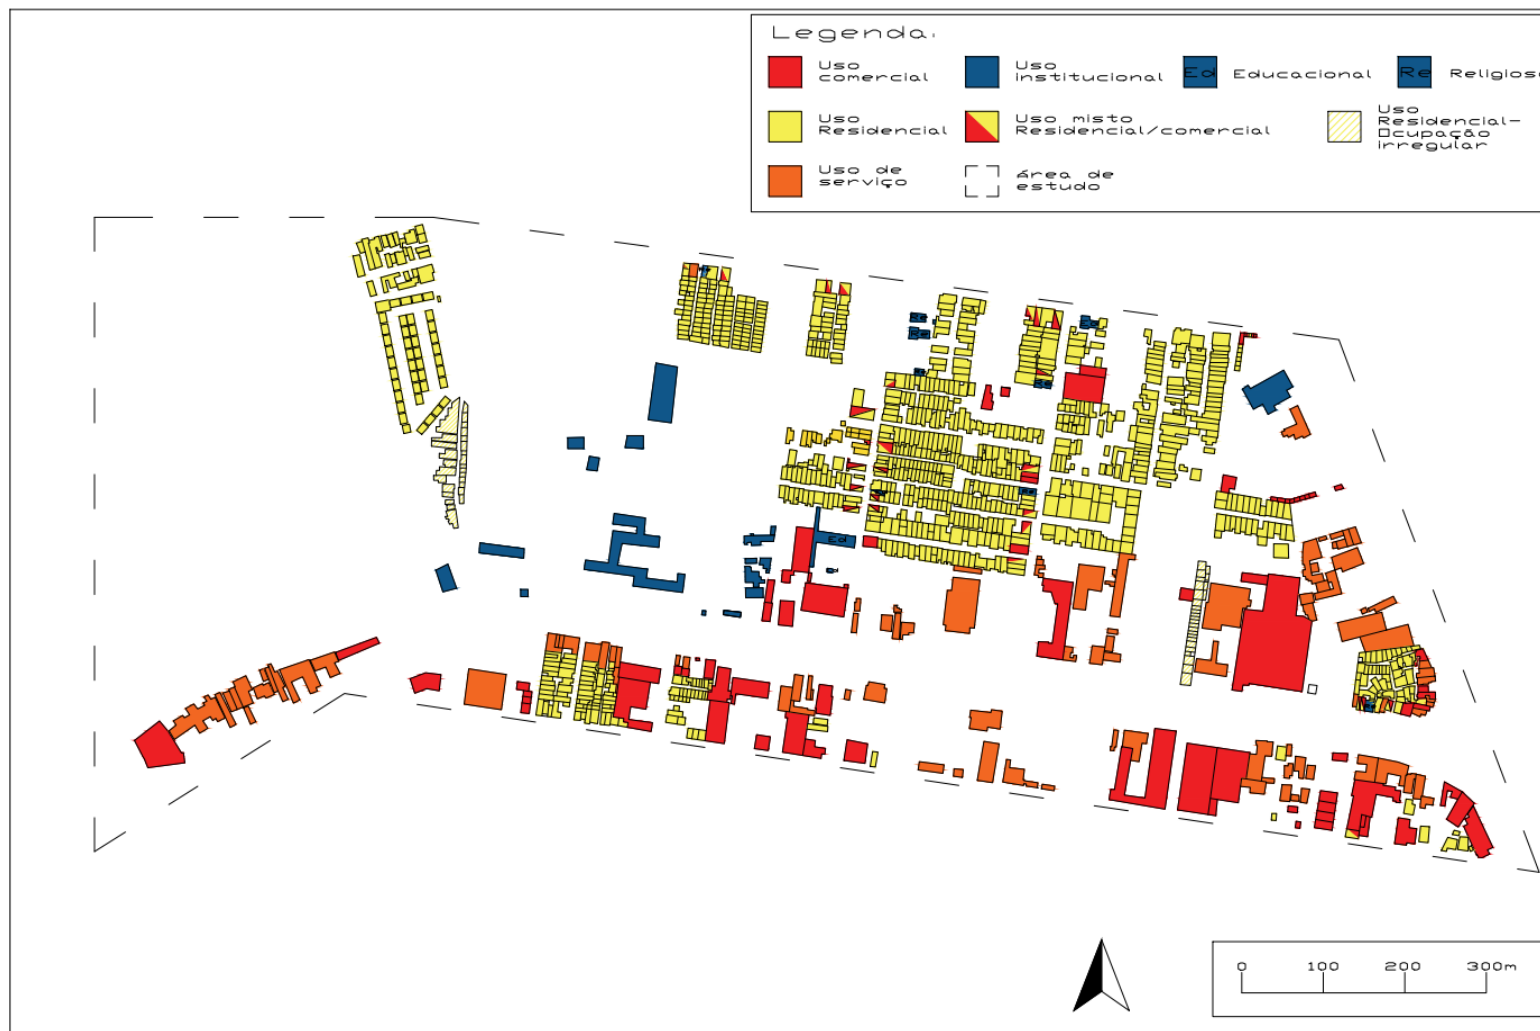 Legenda:
Uso
comercial
Uso
institucional
Ed
Educacional
Re
Religioso
Uso
Residencial
Uso misto
Residencial/comercial
Uso
Residencial-
Ocupação
irregular
Uso de
serviço
Área de
estudo
Ed
0 100 200 300m